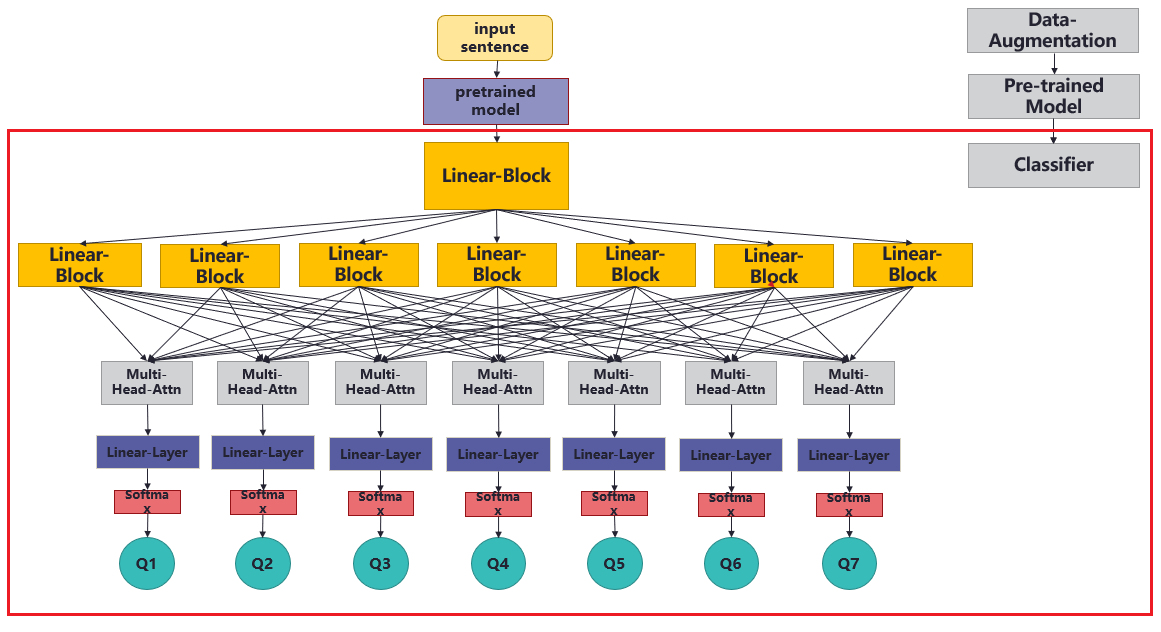 input
sentence
Data-
Augmentation
pretrained
model
Pre-trained
Model
Linear-Block
Classifier
Linear-
Block
Linear-
Block
Linear-
Block
Linear-
Block
Linear-
Block
Linear-
Block
Linear-
Block
Multi-
Head-Attn
Multi-
Head-Attn
Multi-
Head-Attn
Multi-
Head-Attn
Multi-
Head-Attn
Multi-
Head-Attn
Multi-
Head-Attn
Linear-Layer
Linear-Layer
Linear-Layer
Linear-Layer
Linear-Layer
Linear-Layer
Linear-Layer
Softma
x
Softma
x
Softma
x
Softma
x
Softma
x
Softma
x
Softma
x
Q1
Q2
Q3
Q4
Q5
Q6
Q7